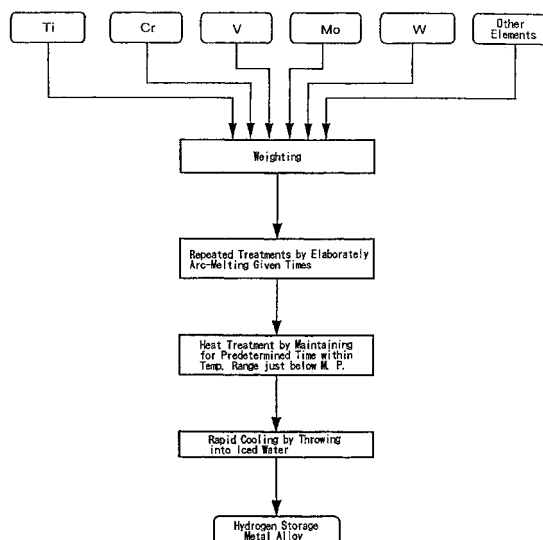 Ti
Cr
V
Mo
W
Other
Elements
Weighting
Repeated Treatments by Elaborately
Arc-Melting Given Times
Heat Treatment by Maintaining
for Predetermined Time within
Temp. Range just below M. P.
Rapid Cooling by Throwing
into Iced Water
Hydrogen Storage
Metal Alloy